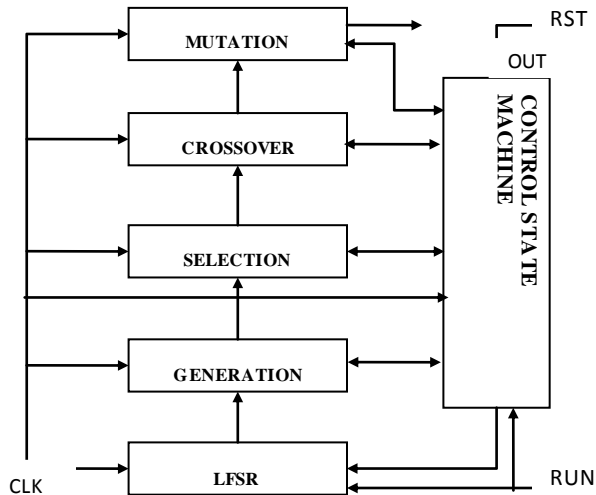 RST
MUTATION
OUT
CONTROL STATE
MACHINE
CROSSOVER
SELECTION
GENERATION
LFSR
CLK
RUN